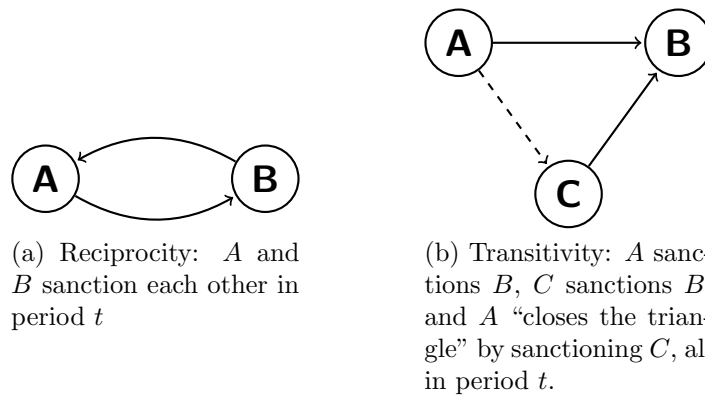 A
B
A
B
C
(a) Reciprocity: A and
B sanction each other in
period t
(b) Transitivity: A sanc-
tions B, C sanctions B
and A “closes the trian-
gle” by sanctioning C, al
in period t.